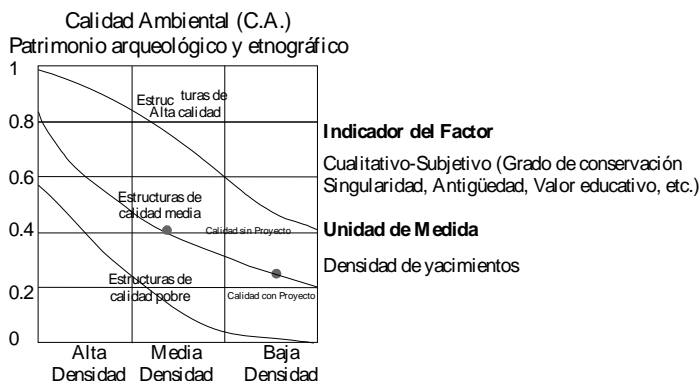 Calidad Ambiental (C.A.)
Patrimonio arqueológico y etnográfico
1
0.8
0.6
0.4
0.2
0
Estructuras de
Alta calidad
Estructuras de
calidad media
Calidad sin Proyecto
Estructuras de
calidad pobre
Calidad con Proyecto
Alta
Densidad
Media
Densidad
Baja
Densidad
Indicador del Factor
Cualitativo-Subjetivo (Grado de conservación
Singularidad, Antigüedad, Valor educativo, etc.)
Unidad de Medida
Densidad de yacimientos